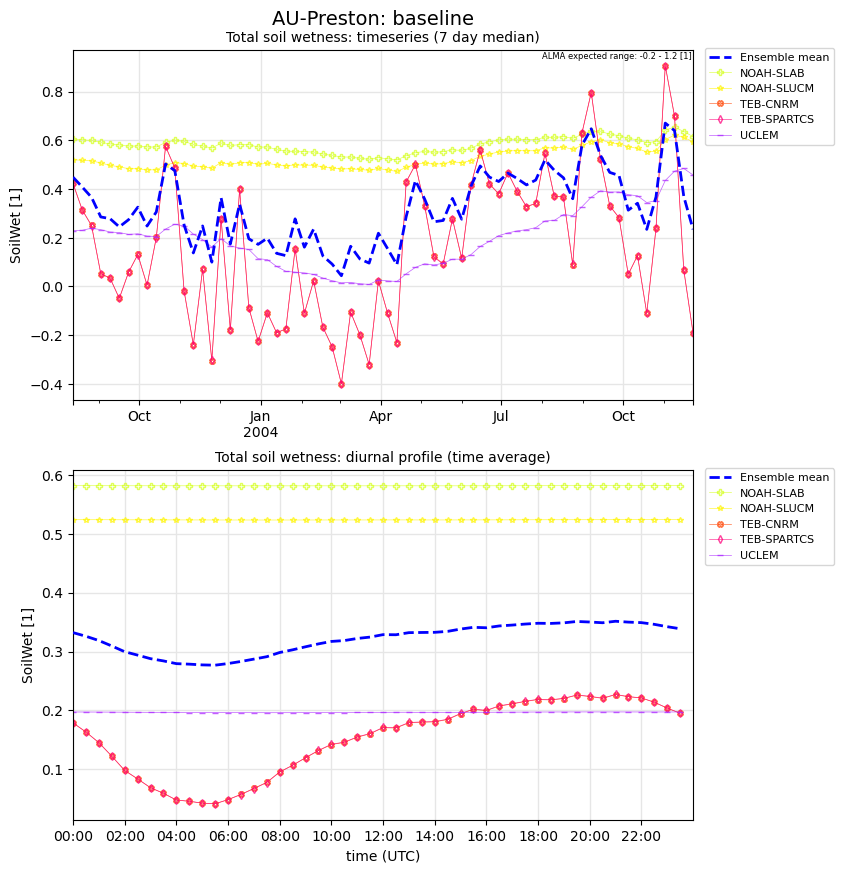 AU-Preston: baseline
Total soil wetness: timeseries (7 day median)
ALMA expected range: -0.2 - 1.2 [1]
Ensemble mean
NOAH-SLAB
NOAH-SLUCM
TEB-CNRM
TEB-SPARTCS
UCLEM
SoilWet [1]
0.8
0.6
0.4
0.2
0.0
−0.2
−0.4
Oct
Jan
2004
Apr
Jul
Oct
Total soil wetness: diurnal profile (time average)
Ensemble mean
NOAH-SLAB
NOAH-SLUCM
TEB-CNRM
TEB-SPARTCS
UCLEM
SoilWet [1]
0.6
0.5
0.4
0.3
0.2
0.1
00:00 02:00 04:00 06:00 08:00 10:00 12:00 14:00 16:00 18:00 20:00 22:00
time (UTC)